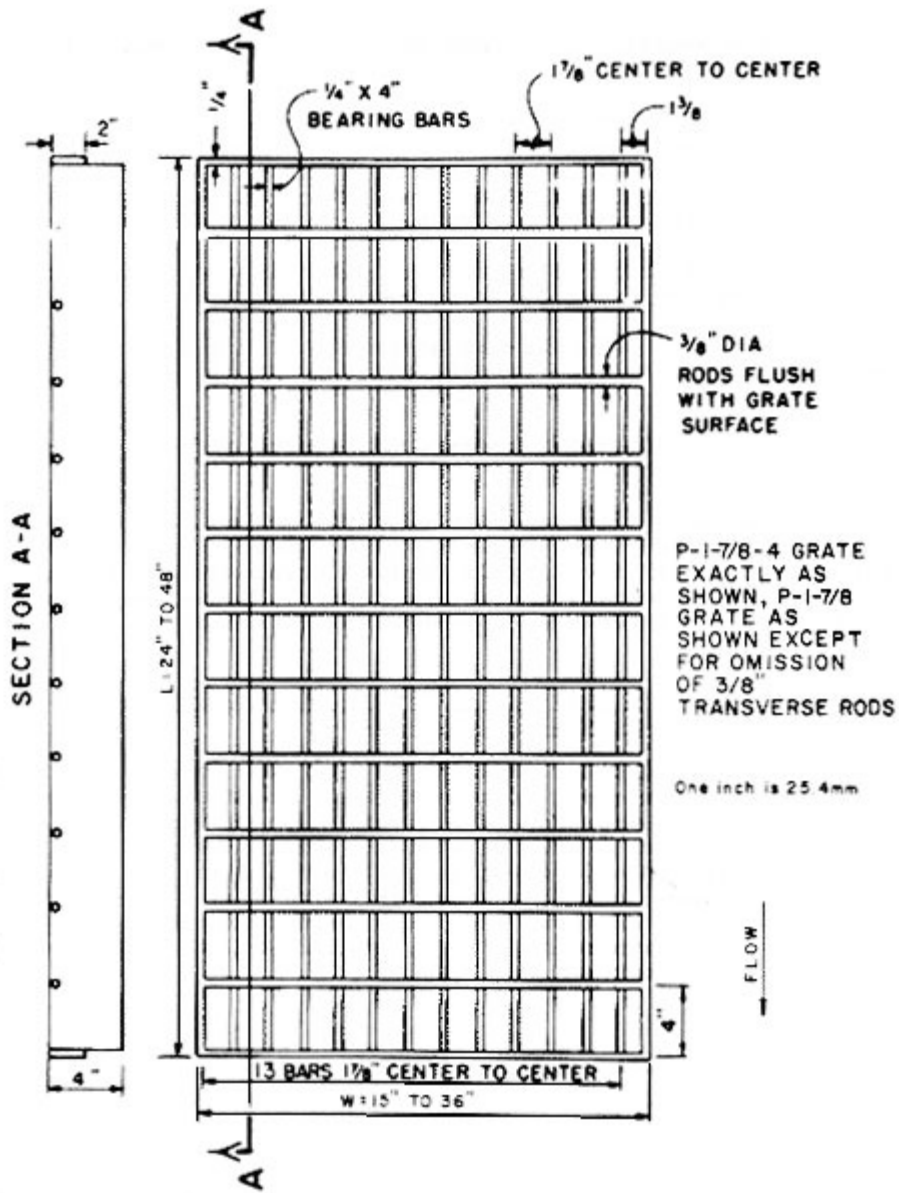 A
1 7/8" CENTER TO CENTER
1/4"
1/4" X 4"
BEARING BARS
1 3/8
2"
3/8" DIA
RODS FLUSH
WITH GRATE
SURFACE
SECTION A-A
L=24" TO 48"
P-1-7/8-4 GRATE
EXACTLY AS
SHOWN, P-1-7/8
GRATE AS
SHOWN EXCEPT
FOR OMISSION
OF 3/8"
TRANSVERSE RODS
One inch is 25.4mm
FLOW
4"
4"
13 BARS 1 7/8" CENTER TO CENTER
W=15" TO 36"
A